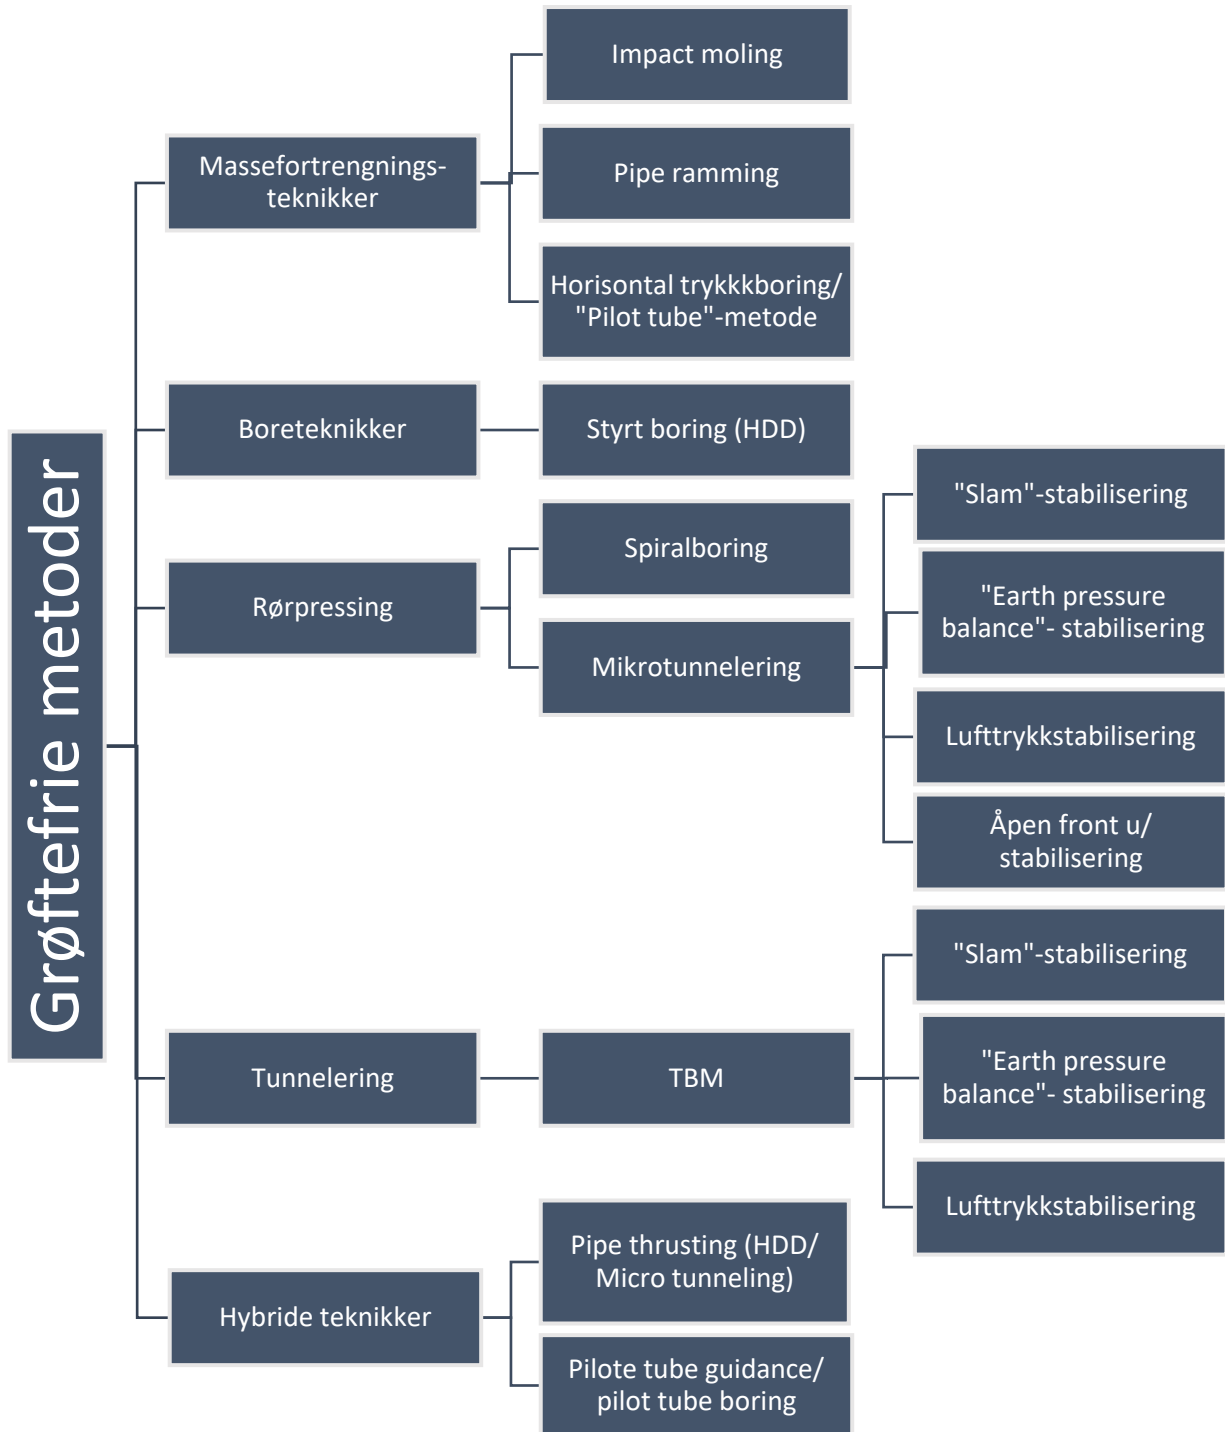 Grøftefrie metoder
Massefortrengnings-
teknikker
Impact moling
Pipe ramming
Horisontal trykkkboring/
"Pilot tube"-metode
Boreteknikker
Styrt boring (HDD)
Rørpressing
Spiralboring
Mikrotunnelering
"Slam"-stabilisering
"Earth pressure
balance"- stabilisering
Lufttrykkstabilisering
Åpen front u/
stabilisering
Tunnelering
TBM
"Slam"-stabilisering
"Earth pressure
balance"- stabilisering
Lufttrykkstabilisering
Hybride teknikker
Pipe thrusting (HDD/
Micro tunneling)
Pilote tube guidance/
pilot tube boring